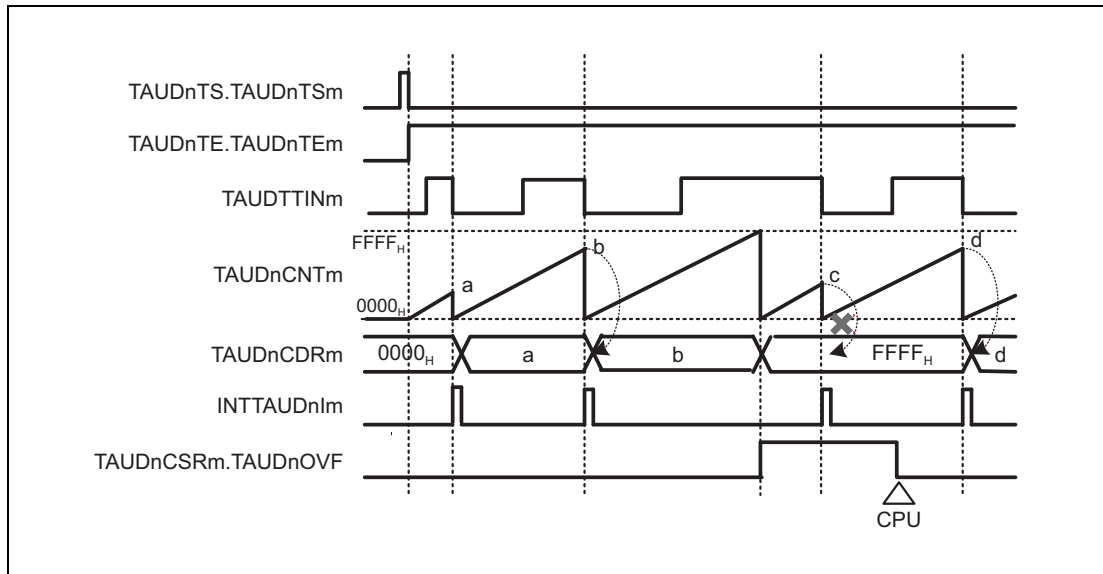 TAUDnTS.TAUDnTSm
TAUDnTE.TAUDnTEm
TAUDTTINm
FFFFH
TAUDnCNTm
0000H
a
b
c
d
TAUDnCDRm
0000H
a
b
FFFFH
d
INTTAUDnIm
TAUDnCSRm.TAUDnOVF
CPU